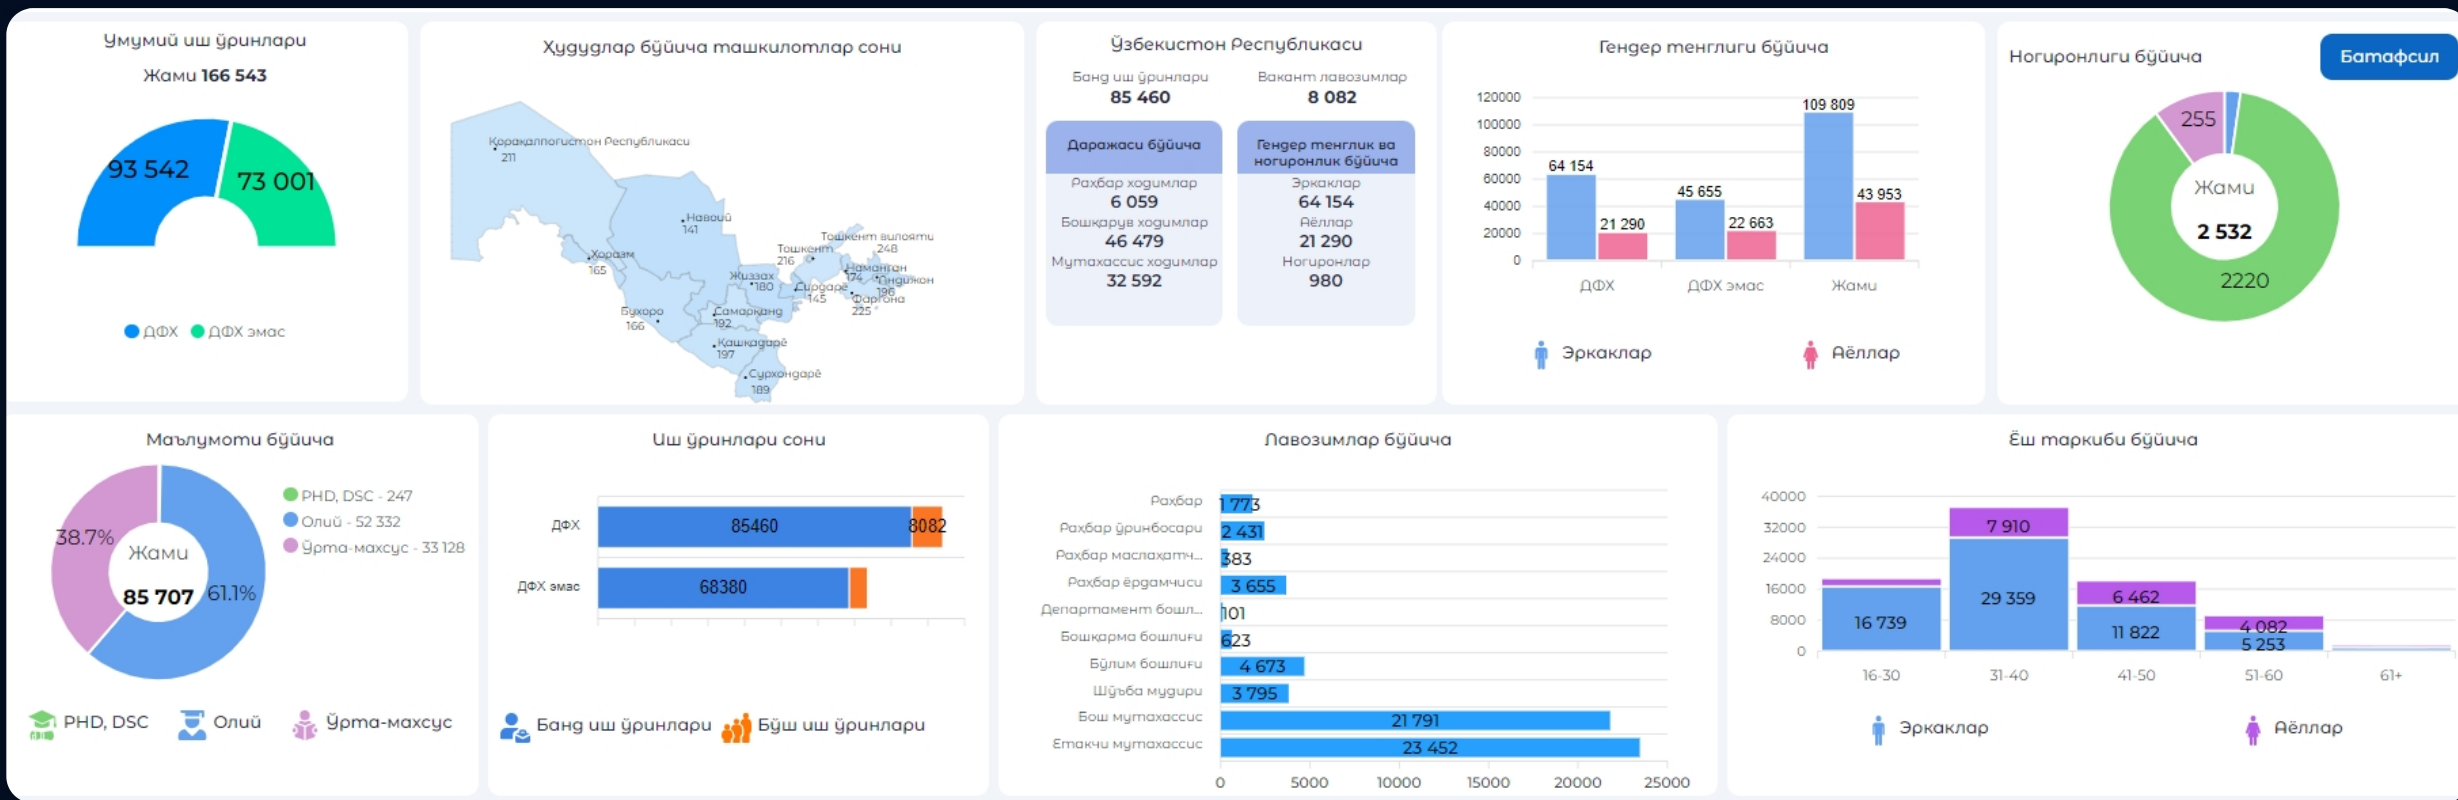 Умумий иш ўринлари
Жами 166 543
93 542
73 001
ДФХ
ДФХ эмас
Ҳудудлар бўйича ташкилотлар сони
Қорақалпоғистон Республикаси
211
Навоий
141
Тошкент вилояти
248
Тошкент
216
Хоразм
165
Наманган
174
Андижон
196
Жиззах
180
Сирдарё
145
Фарғона
225
Бухоро
166
Самарқанд
192
Қашқадарё
197
Сурхондарё
189
Ўзбекистон Республикаси
Банд иш ўринлари
85 460
Вакант лавозимлар
8 082
Даражаси бўйича
Раҳбар ходимлар
6 059
Бошқарув ходимлар
46 479
Мутахассис ходимлар
32 592
Гендер тенглик ва
ногиронлик бўйича
Эркаклар
64 154
Аёллар
21 290
Ногиронлар
980
Гендер тенглиги бўйича
120000
100000
80000
60000
40000
20000
0
64 154
21 290
45 655
22 663
109 809
43 953
ДФХ
ДФХ эмас
Жами
Эркаклар
Аёллар
Ногиронлиги бўйича
Батафсил
255
Жами
2 532
2220
Маълумоти бўйича
38.7%
Жами
85 707
61.1%
PHD, DSC - 247
Олий - 52 332
Ўрта-махсус - 33 128
PHD, DSC
Олий
Ўрта-махсус
Иш ўринлари сони
ДФХ
85460
8082
ДФХ эмас
68380
Банд иш ўринлари
Бўш иш ўринлари
Лавозимлар бўйича
Раҳбар
1 773
Раҳбар ўринбосари
2 431
Раҳбар маслаҳатч...
383
Раҳбар ёрдамчиси
3 655
Департамент бошл...
101
Бошқарма бошлиғи
623
Бўлим бошлиғи
4 673
Шўъба мудири
3 795
Бош мутахассис
21 791
Етакчи мутахассис
23 452
0
5000
10000
15000
20000
25000
Ёш таркиби бўйича
40000
32000
24000
16000
8000
0
16 739
7 910
29 359
6 462
11 822
4 082
5 253
16-30
31-40
41-50
51-60
61+
Эркаклар
Аёллар